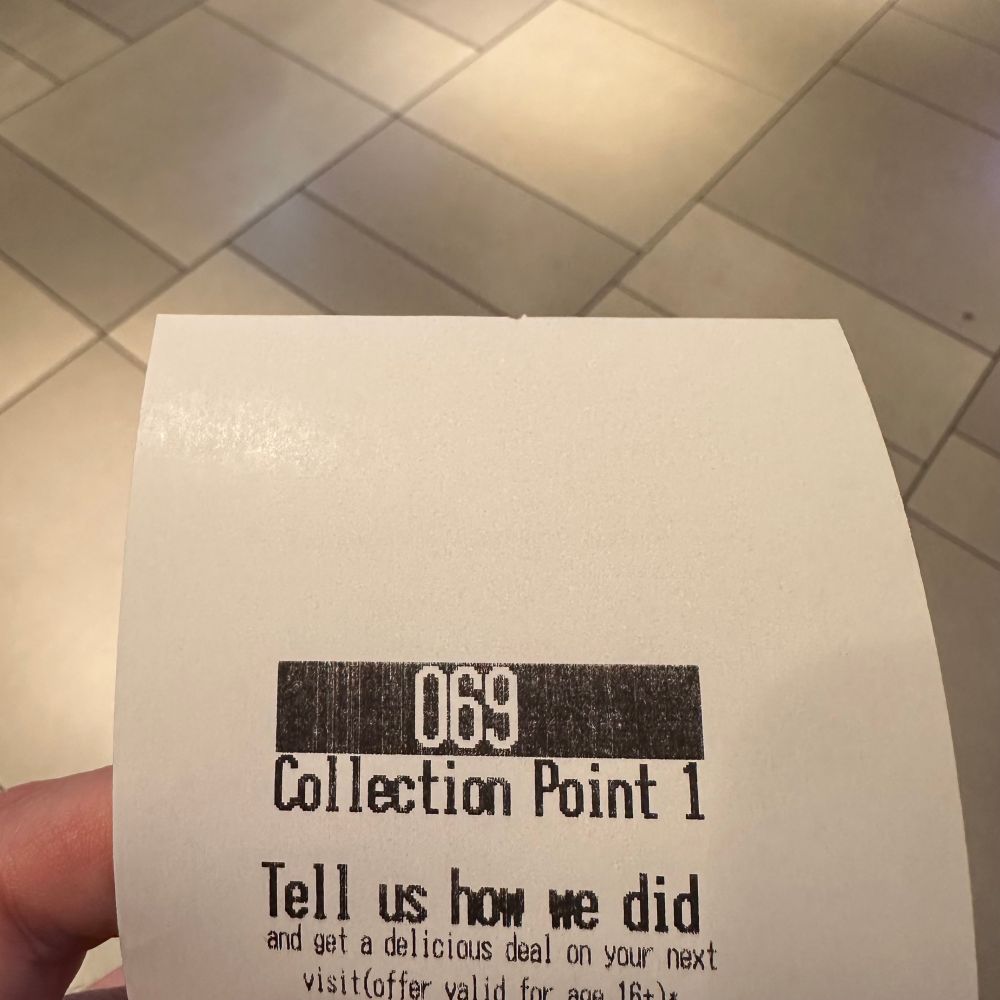 069
Collection Point 1
Tell us how we did
and get a delicious deal on your next
visit(offer valid for age 16+)*